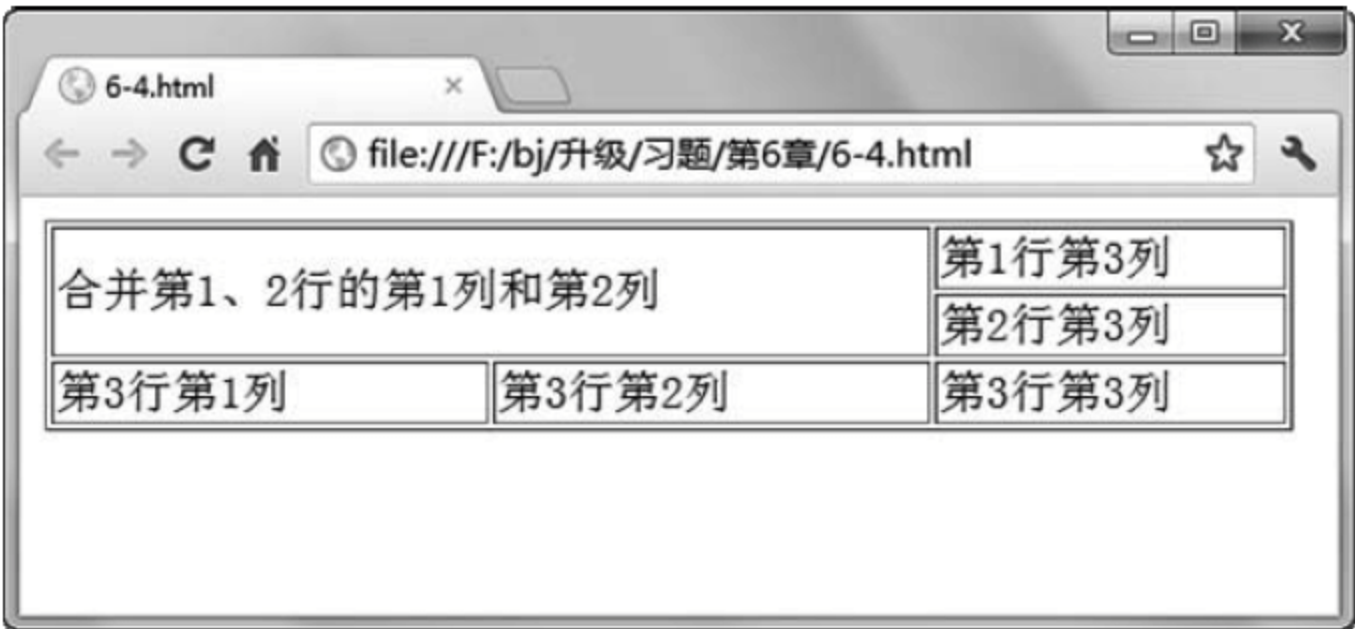 6-4.html
file:///F:/bj/升级/习题/第6章/6-4.html
合并第1、2行的第1列和第2列
第1行第3列
第2行第3列
第3行第1列 第3行第2列 第3行第3列